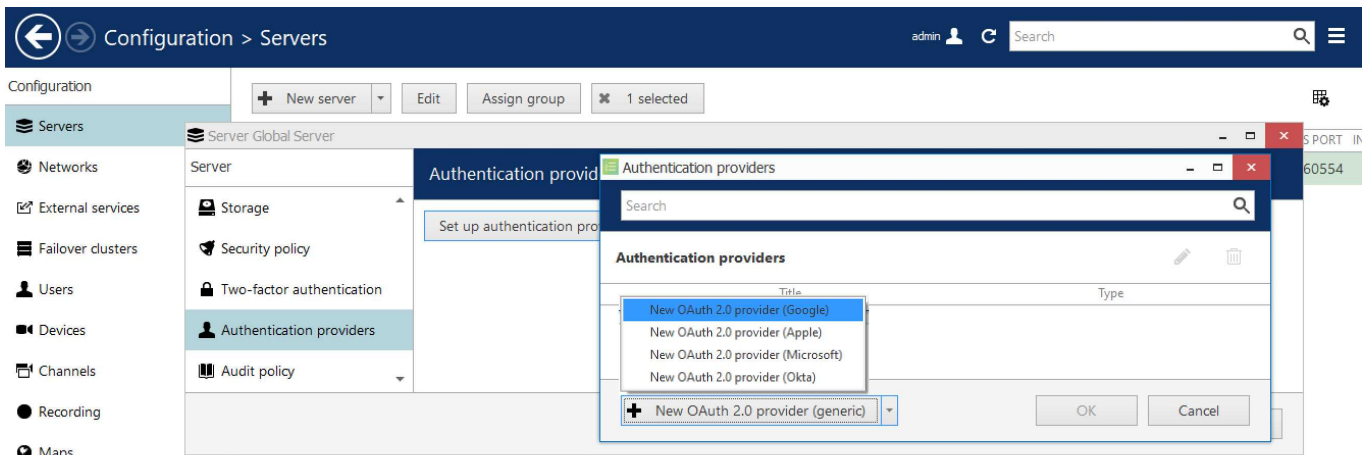 Configuration > Servers
admin
Search
Configuration
New server
Edit
Assign group
1 selected
Servers
Networks
External services
Failover clusters
Users
Devices
Channels
Recording
Maps
S PORT IN
60554
Server Global Server
Server
Storage
Security policy
Two-factor authentication
Authentication providers
Audit policy
Authentication provid
Set up authentication pro
Authentication providers
Search
Authentication providers
Title
Type
New OAuth 2.0 provider (Google)
New OAuth 2.0 provider (Apple)
New OAuth 2.0 provider (Microsoft)
New OAuth 2.0 provider (Okta)
New OAuth 2.0 provider (generic)
OK
Cancel